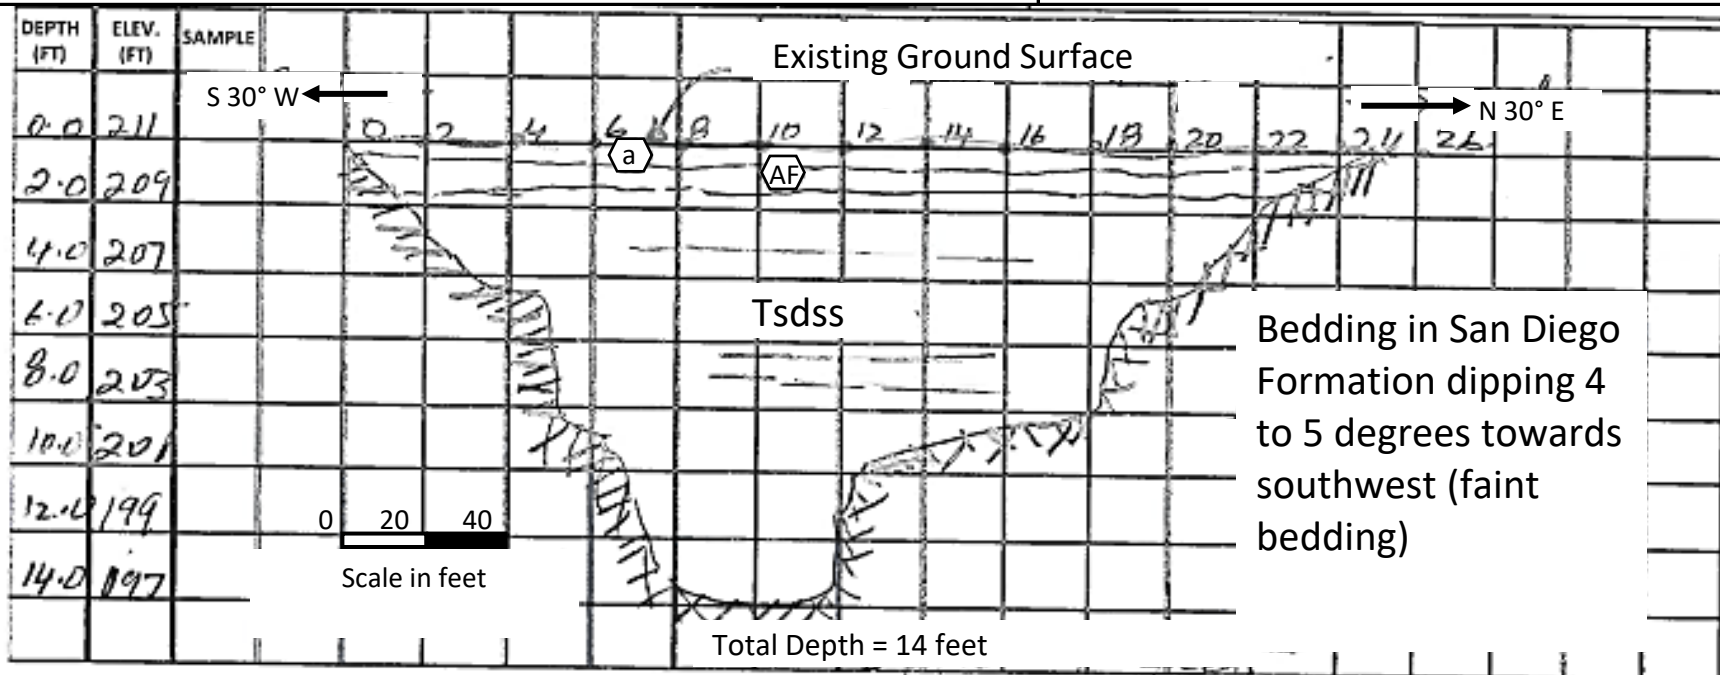 DEPTH (FT) ELEV. (FT) SAMPLE
Existing Ground Surface
S 30° W
N 30° E
0.0 211
0 2 4 6 8 10 12 14 16 18 20 22 24 26
a
AF
2.0 209
4.0 207
6.0 205
Tsdss
8.0 203
10.0 201
12.0 199
14.0 197
0 20 40
Scale in feet
Total Depth = 14 feet
Bedding in San Diego
Formation dipping 4
to 5 degrees towards
southwest (faint
bedding)